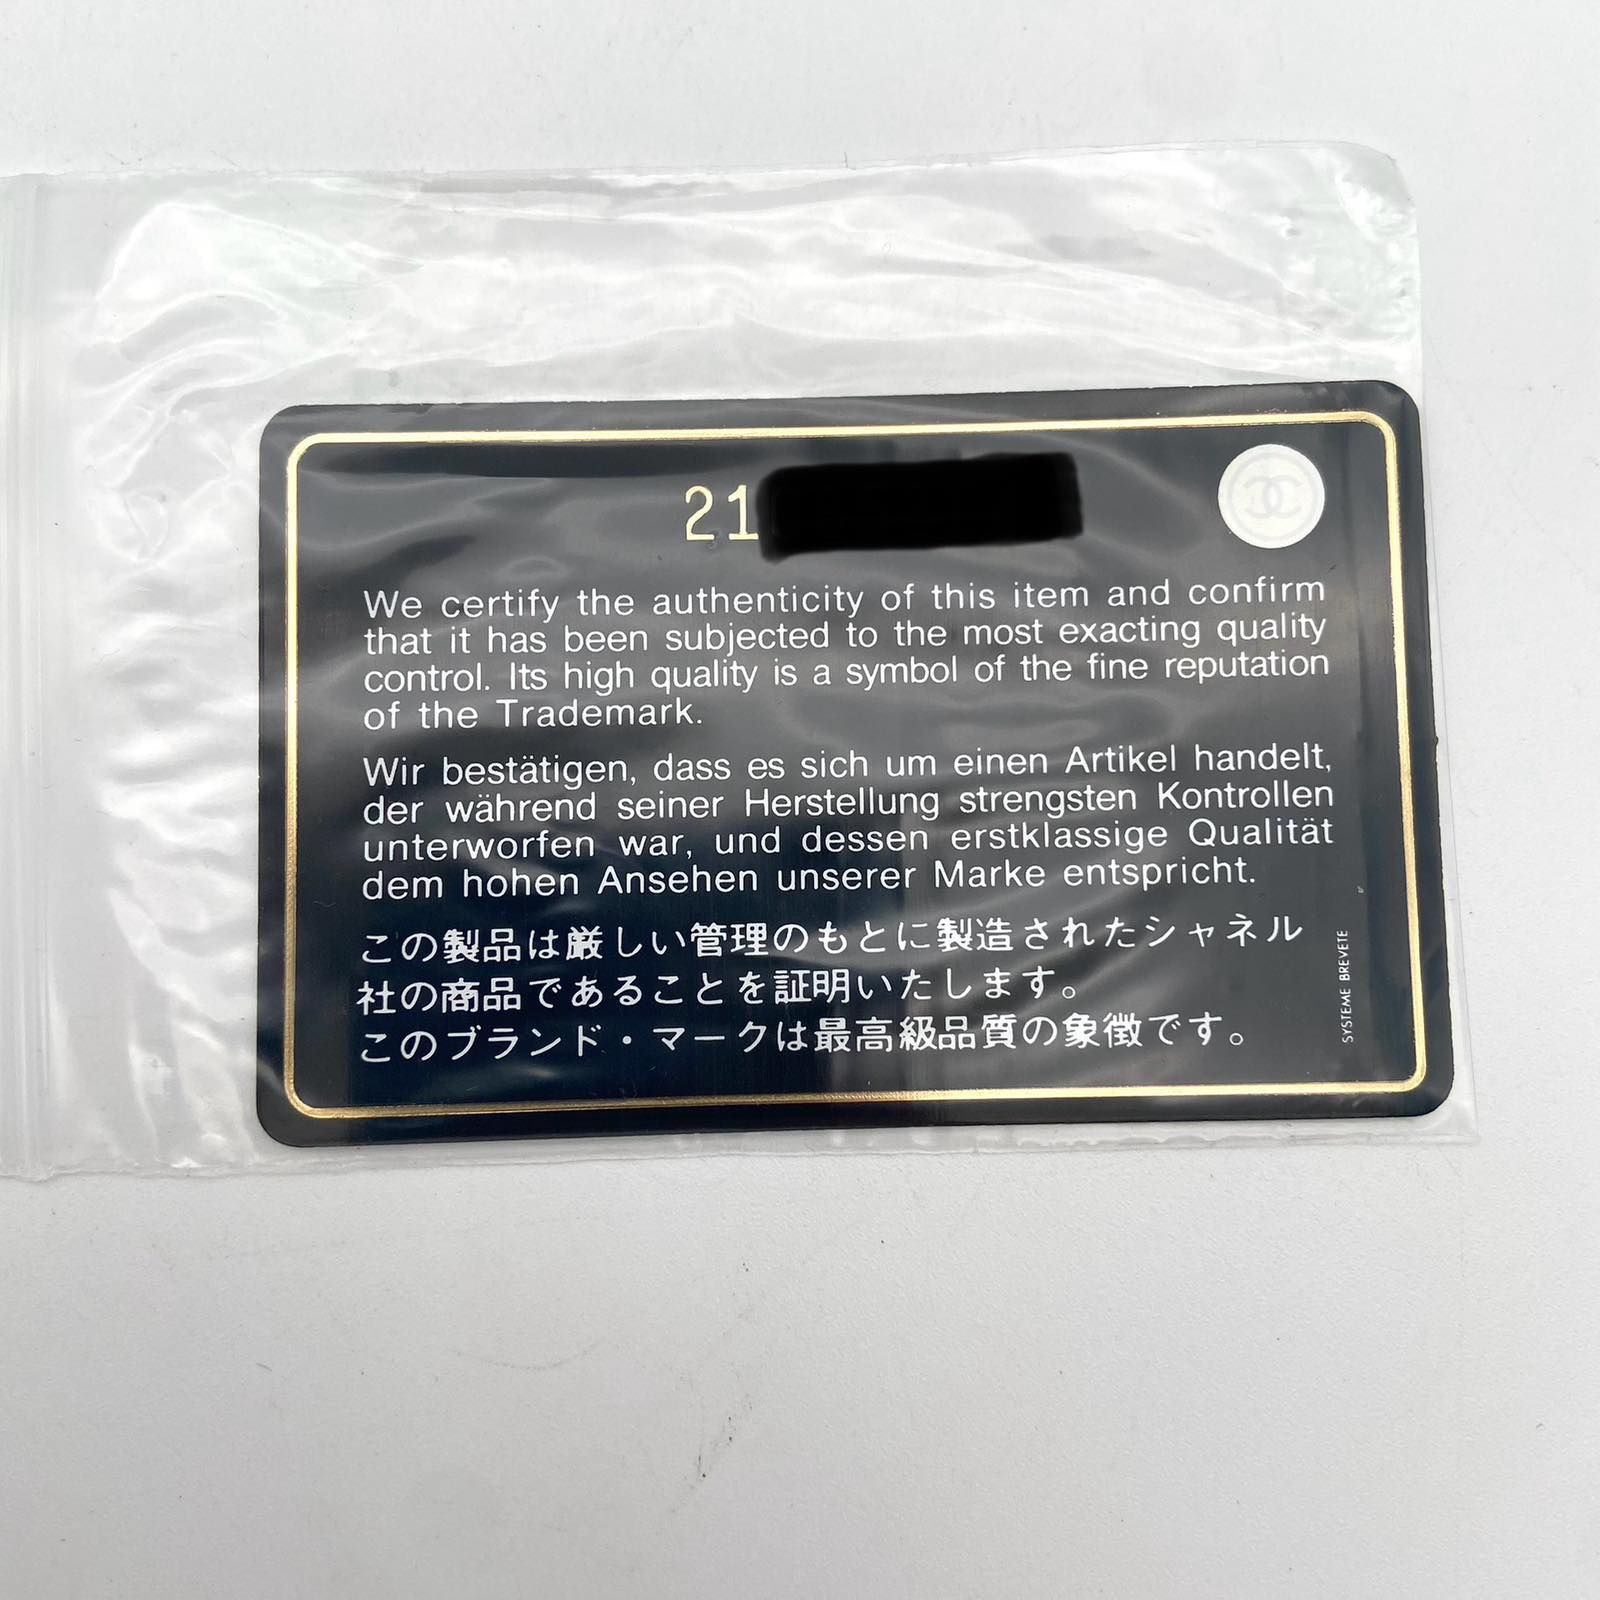 21
We certify the authenticity of this item and confirm
that it has been subjected to the most exacting quality
control. Its high quality is a symbol of the fine reputation
of the Trademark.
Wir bestätigen, dass es sich um einen Artikel handelt,
der während seiner Herstellung strengsten Kontrollen
unterworfen war, und dessen erstklassige Qualität
dem hohen Ansehen unserer Marke entspricht.
この製品は厳しい管理のもとに製造されたシャネル
社の商品であることを証明いたします。
このブランド・マークは最高級品質の象徴です。
SYSTEME BREVETE